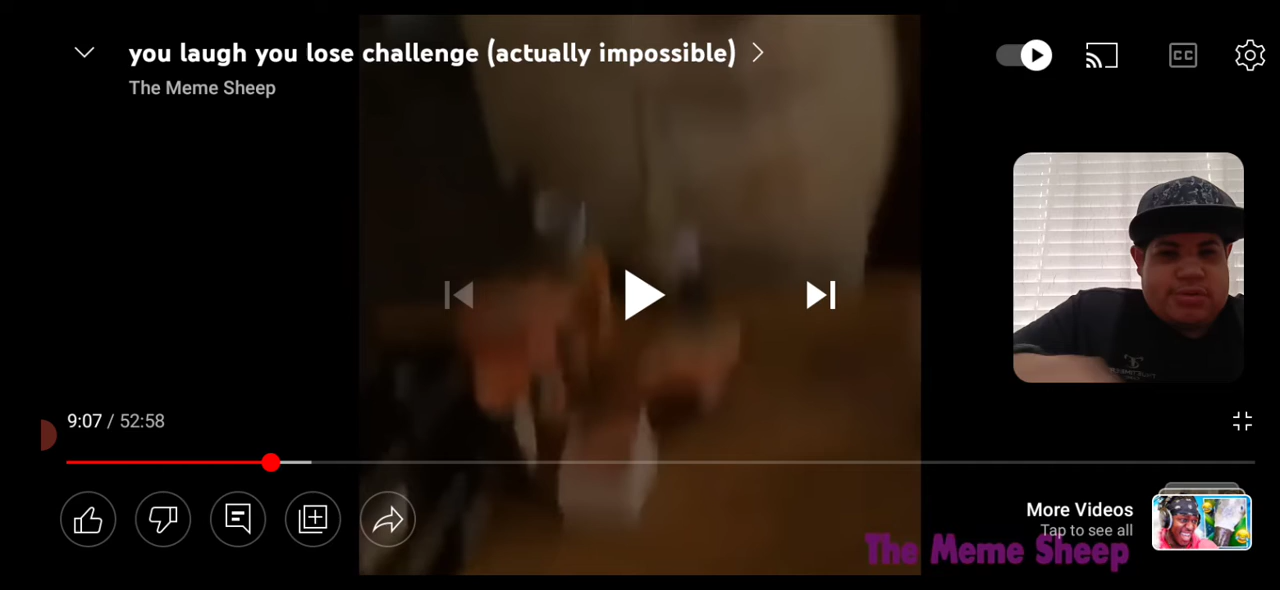 you laugh you lose challenge (actually impossible)
The Meme Sheep
CC
9:07 / 52:58
More Videos
Tap to see all
The Meme Sheep